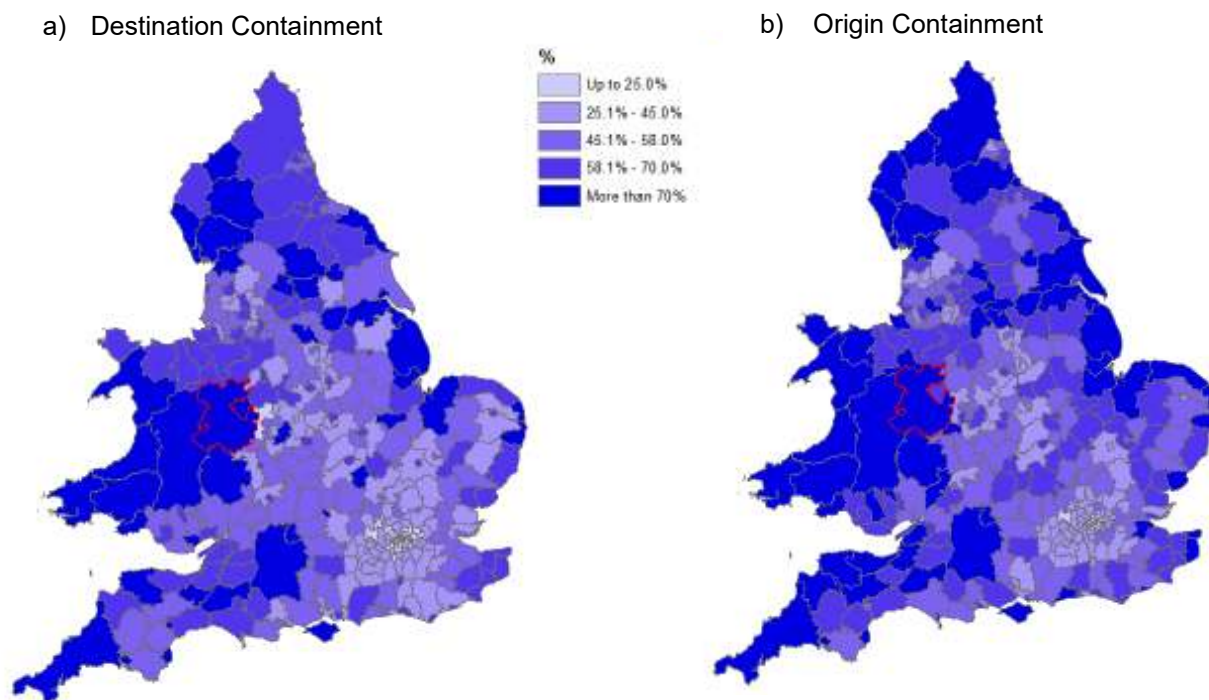 a) Destination Containment
b) Origin Containment
%
Up to 25.0%
25.1% - 45.0%
45.1% - 58.0%
58.1% - 70.0%
More than 70%